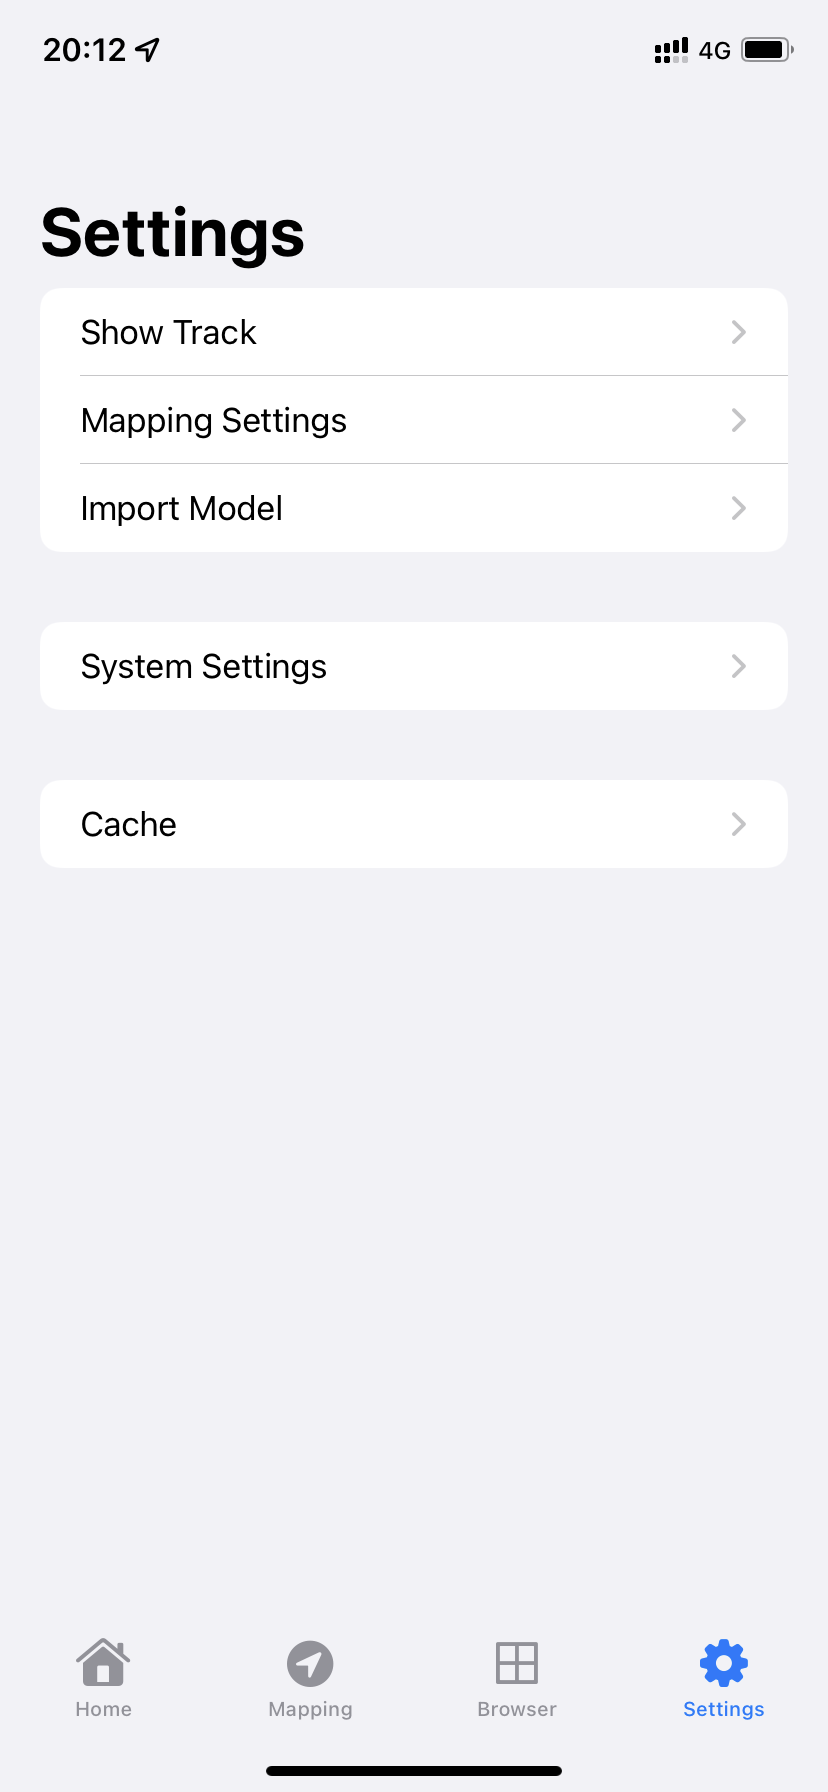 20:12
4G
Settings
Show Track
Mapping Settings
Import Model
System Settings
Cache
Home
Mapping
Browser
Settings